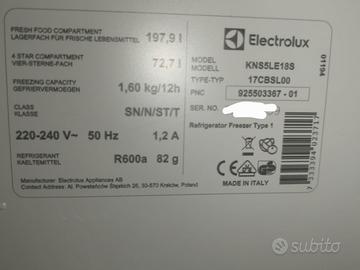 FRESH FOOD COMPARTMENT
LAGERFACH FÜR FRISCHE LEBENSMITTEL 197,9 l
4 STAR COMPARTMENT
VIER-STERNE-FACH 72,7 l
FREEZING CAPACITY
GEFRIERVERMOEGEN 1,60 kg/12h
CLASS
KLASSE SN/N/ST/T
220-240 V~ 50 Hz 1,2 A
REFRIGERANT
KAELTEMITTEL R600a 82 g
Manufacturer: Electrolux Appliances AB
Contact Address: Al. Powstańców Śląskich 26, 30-570 Kraków, Poland
Electrolux
01194
MODEL
MODELL KNS5LE18S
TYPE-TYP 17CBSL00
PNC 925503367 - 01
SER. NO.
Refrigerator Freezer Type 1
7333394023717
MADE IN ITALY
subito